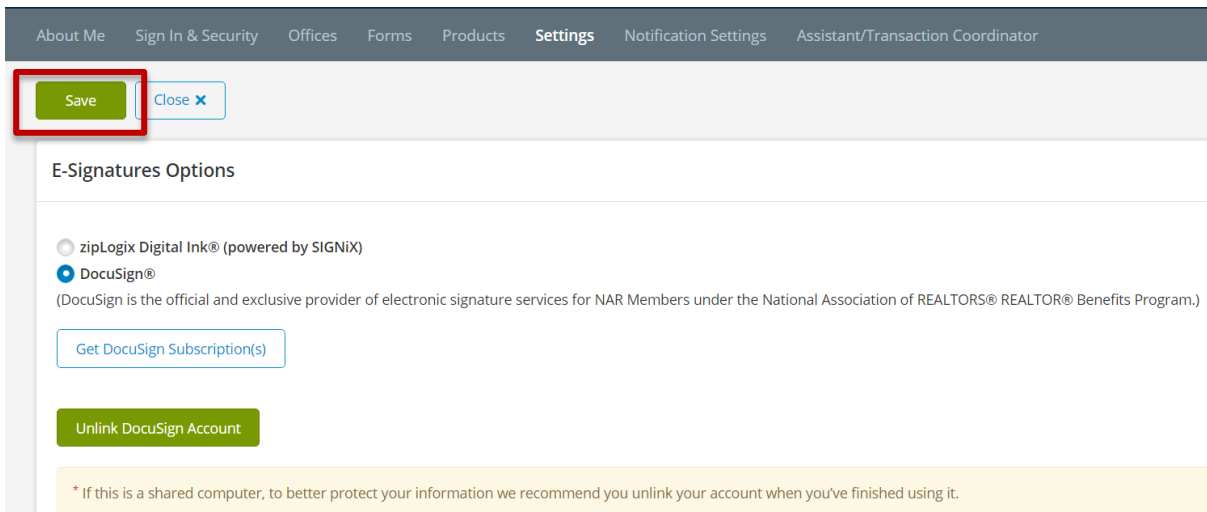 About Me Sign In & Security Offices Forms Products Settings Notification Settings Assistant/Transaction Coordinator
Save Close ×
E-Signatures Options
zipLogix Digital Ink® (powered by SIGNiX)
DocuSign®
(DocuSign is the official and exclusive provider of electronic signature services for NAR Members under the National Association of REALTORS® REALTOR® Benefits Program.)
Get DocuSign Subscription(s)
Unlink DocuSign Account
* If this is a shared computer, to better protect your information we recommend you unlink your account when you've finished using it.